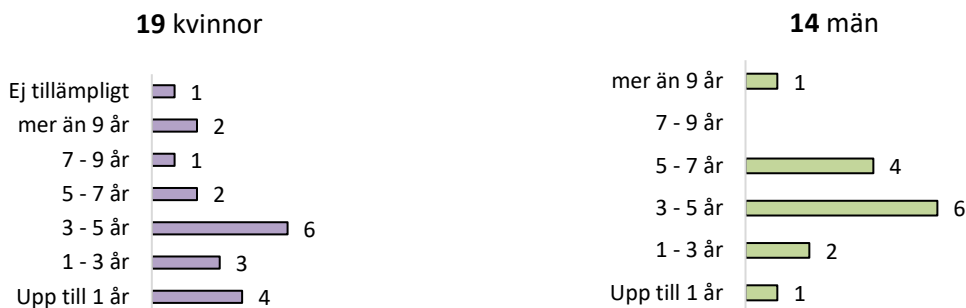 19 kvinnor
Ej tillämpligt 1
mer än 9 år 2
7 - 9 år 1
5 - 7 år 2
3 - 5 år 6
1 - 3 år 3
Upp till 1 år 4
14 män
mer än 9 år 1
7 - 9 år
5 - 7 år 4
3 - 5 år 6
1 - 3 år 2
Upp till 1 år 1